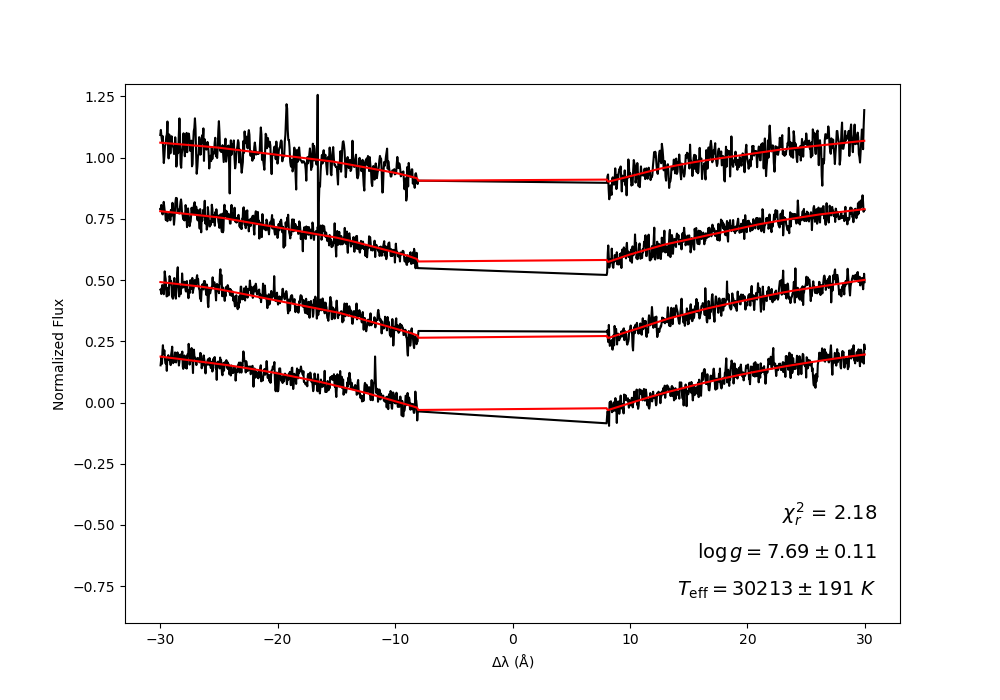 1.25
1.00
0.75
0.50
0.25
0.00
−0.25
−0.50
−0.75
Normalized Flux
χ²ᵣ = 2.18
log g = 7.69 ± 0.11
T_eff = 30213 ± 191 K
−30 −20 −10 0 10 20 30
Δλ (Å)